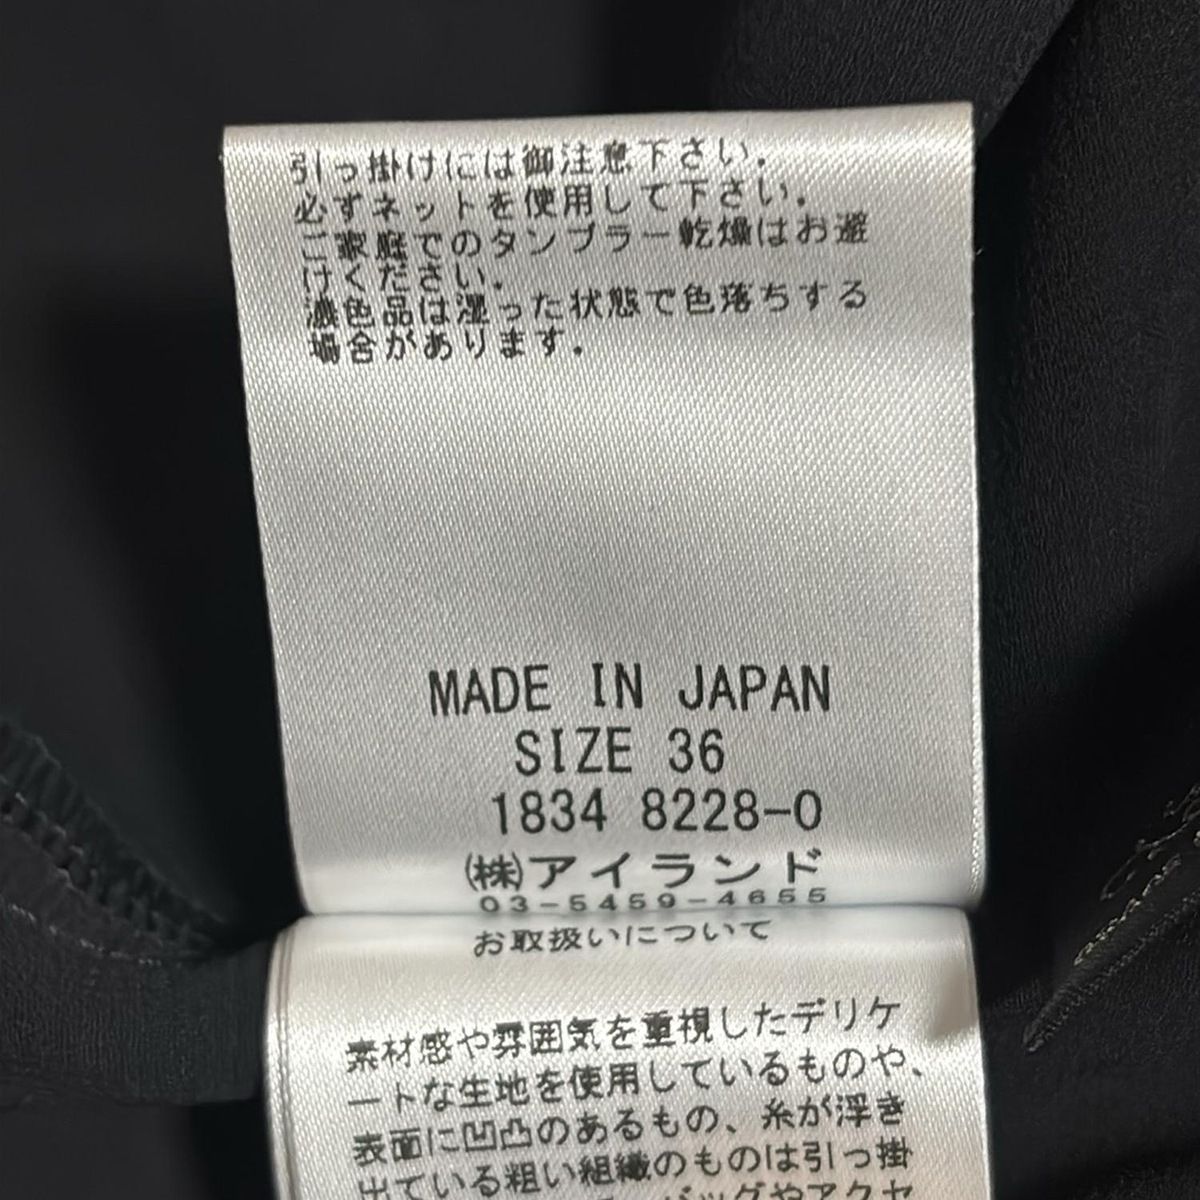 引っ掛けには御注意下さい.
必ずネットを使用して下さい.
ご家庭でのタンブラー乾燥はお避
けください.
濃色品は湿った状態で色落ちする
場合があります.
MADE IN JAPAN
SIZE 36
1834 8228-0
㈱アイランド
03-5459-4655
お取扱いについて
素材感や雰囲気を重視したデリケ
ートな生地を使用しているものや、
表面に凹凸のあるもの、糸が浮き
出ている粗い組織のものは引っ掛
バッグやアクセ